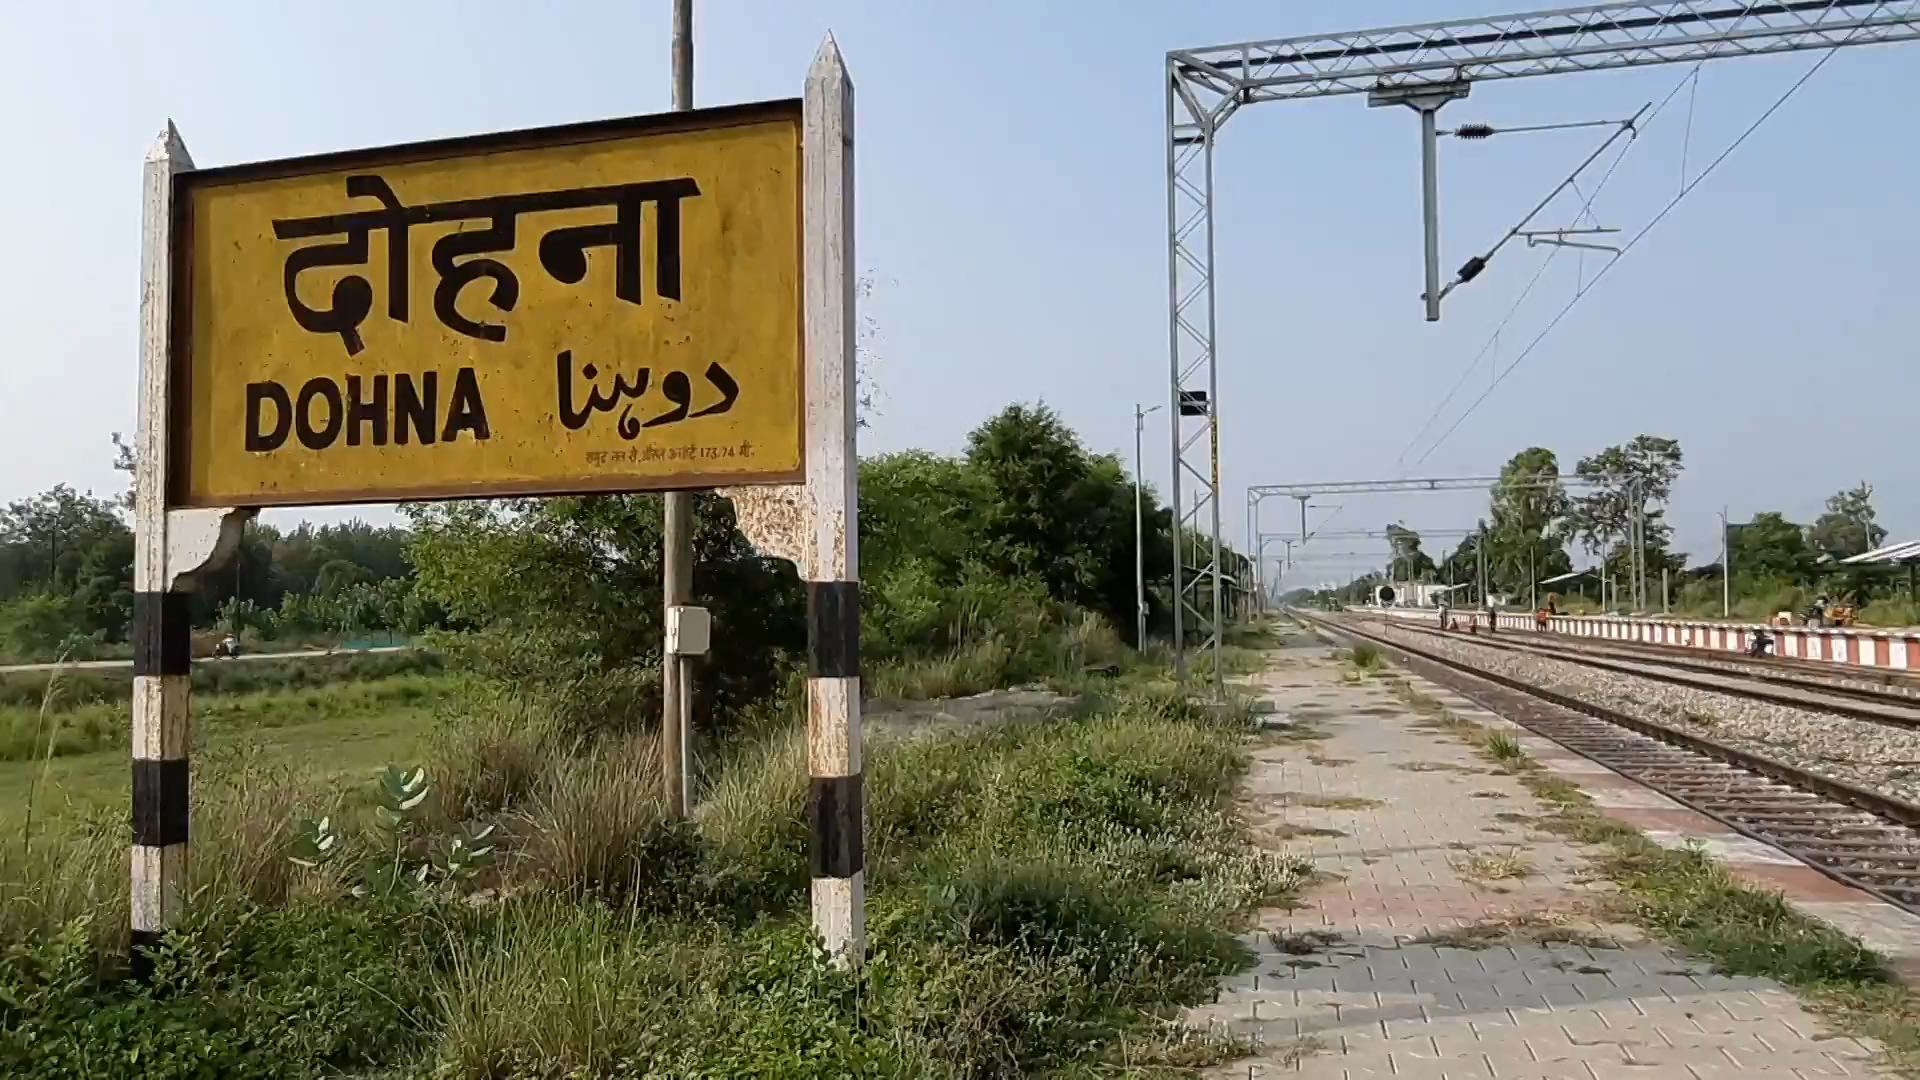 दोहना
DOHNA دوہنا
समुद्र तल से औसत ऊंचाई 173.74 मी.